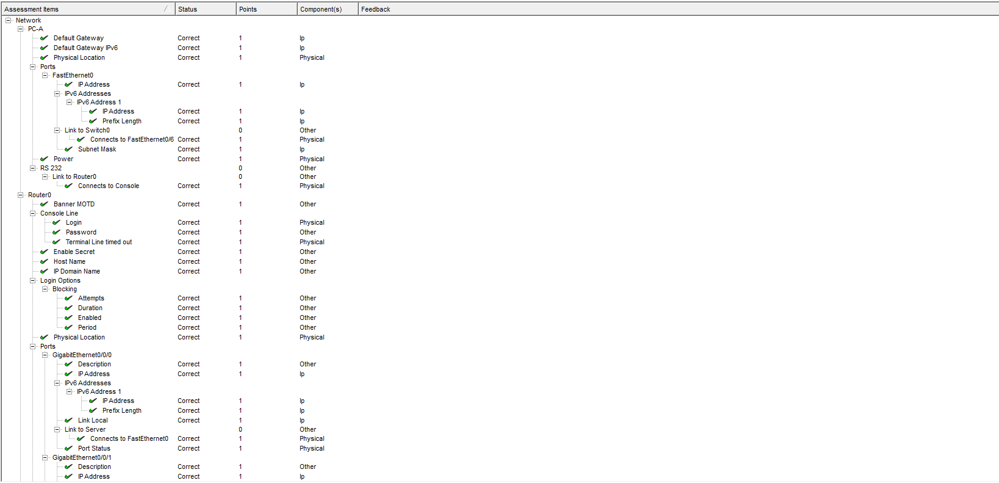 Assessment Items Status Points Component(s) Feedback
Network
PC-A
Default Gateway Correct 1 Ip
Default Gateway IPv6 Correct 1 Ip
Physical Location Correct 1 Physical
Ports
FastEthernet0
IP Address Correct 1 Ip
IPv6 Addresses
IPv6 Address 1
IP Address Correct 1 Ip
Prefix Length Correct 1 Ip
Link to Switch0 0 Other
Connects to FastEthernet0/6 Correct 1 Physical
Subnet Mask Correct 1 Ip
Power Correct 1 Physical
RS 232 0 Other
Link to Router0 0 Other
Connects to Console Correct 1 Physical
Router0
Banner MOTD Correct 1 Other
Console Line
Login Correct 1 Physical
Password Correct 1 Other
Terminal Line timed out Correct 1 Physical
Enable Secret Correct 1 Other
Host Name Correct 1 Other
IP Domain Name Correct 1 Other
Login Options
Blocking
Attempts Correct 1 Other
Duration Correct 1 Other
Enabled Correct 1 Other
Period Correct 1 Other
Physical Location Correct 1 Physical
Ports
GigabitEthernet0/0/0
Description Correct 1 Other
IP Address Correct 1 Ip
IPv6 Addresses
IPv6 Address 1
IP Address Correct 1 Ip
Prefix Length Correct 1 Ip
Link Local Correct 1 Ip
Link to Server 0 Other
Connects to FastEthernet0 Correct 1 Physical
Port Status Correct 1 Physical
GigabitEthernet0/0/1
Description Correct 1 Other
IP Address Correct 1 Ip